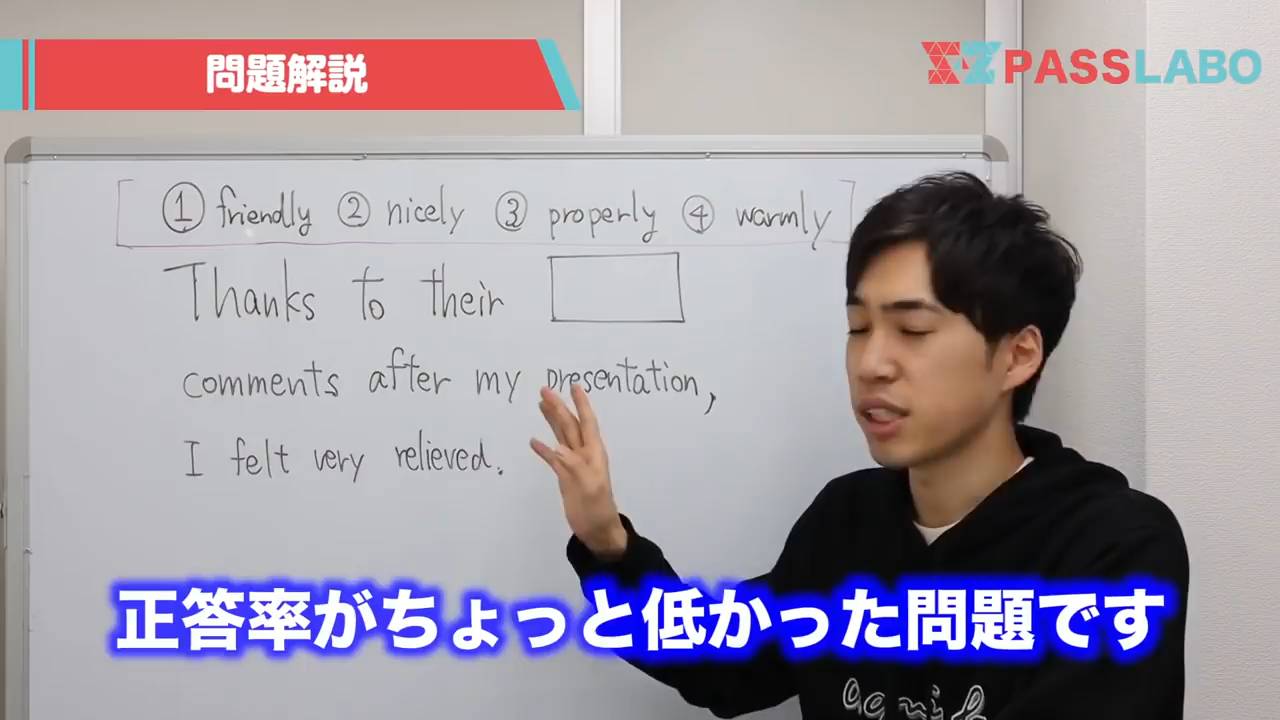 問題解説
PASSLABO
① friendly ② nicely ③ properly ④ warmly
Thanks to their
comments after my presentation,
I felt very relieved.
正答率がちょっと低かった問題です